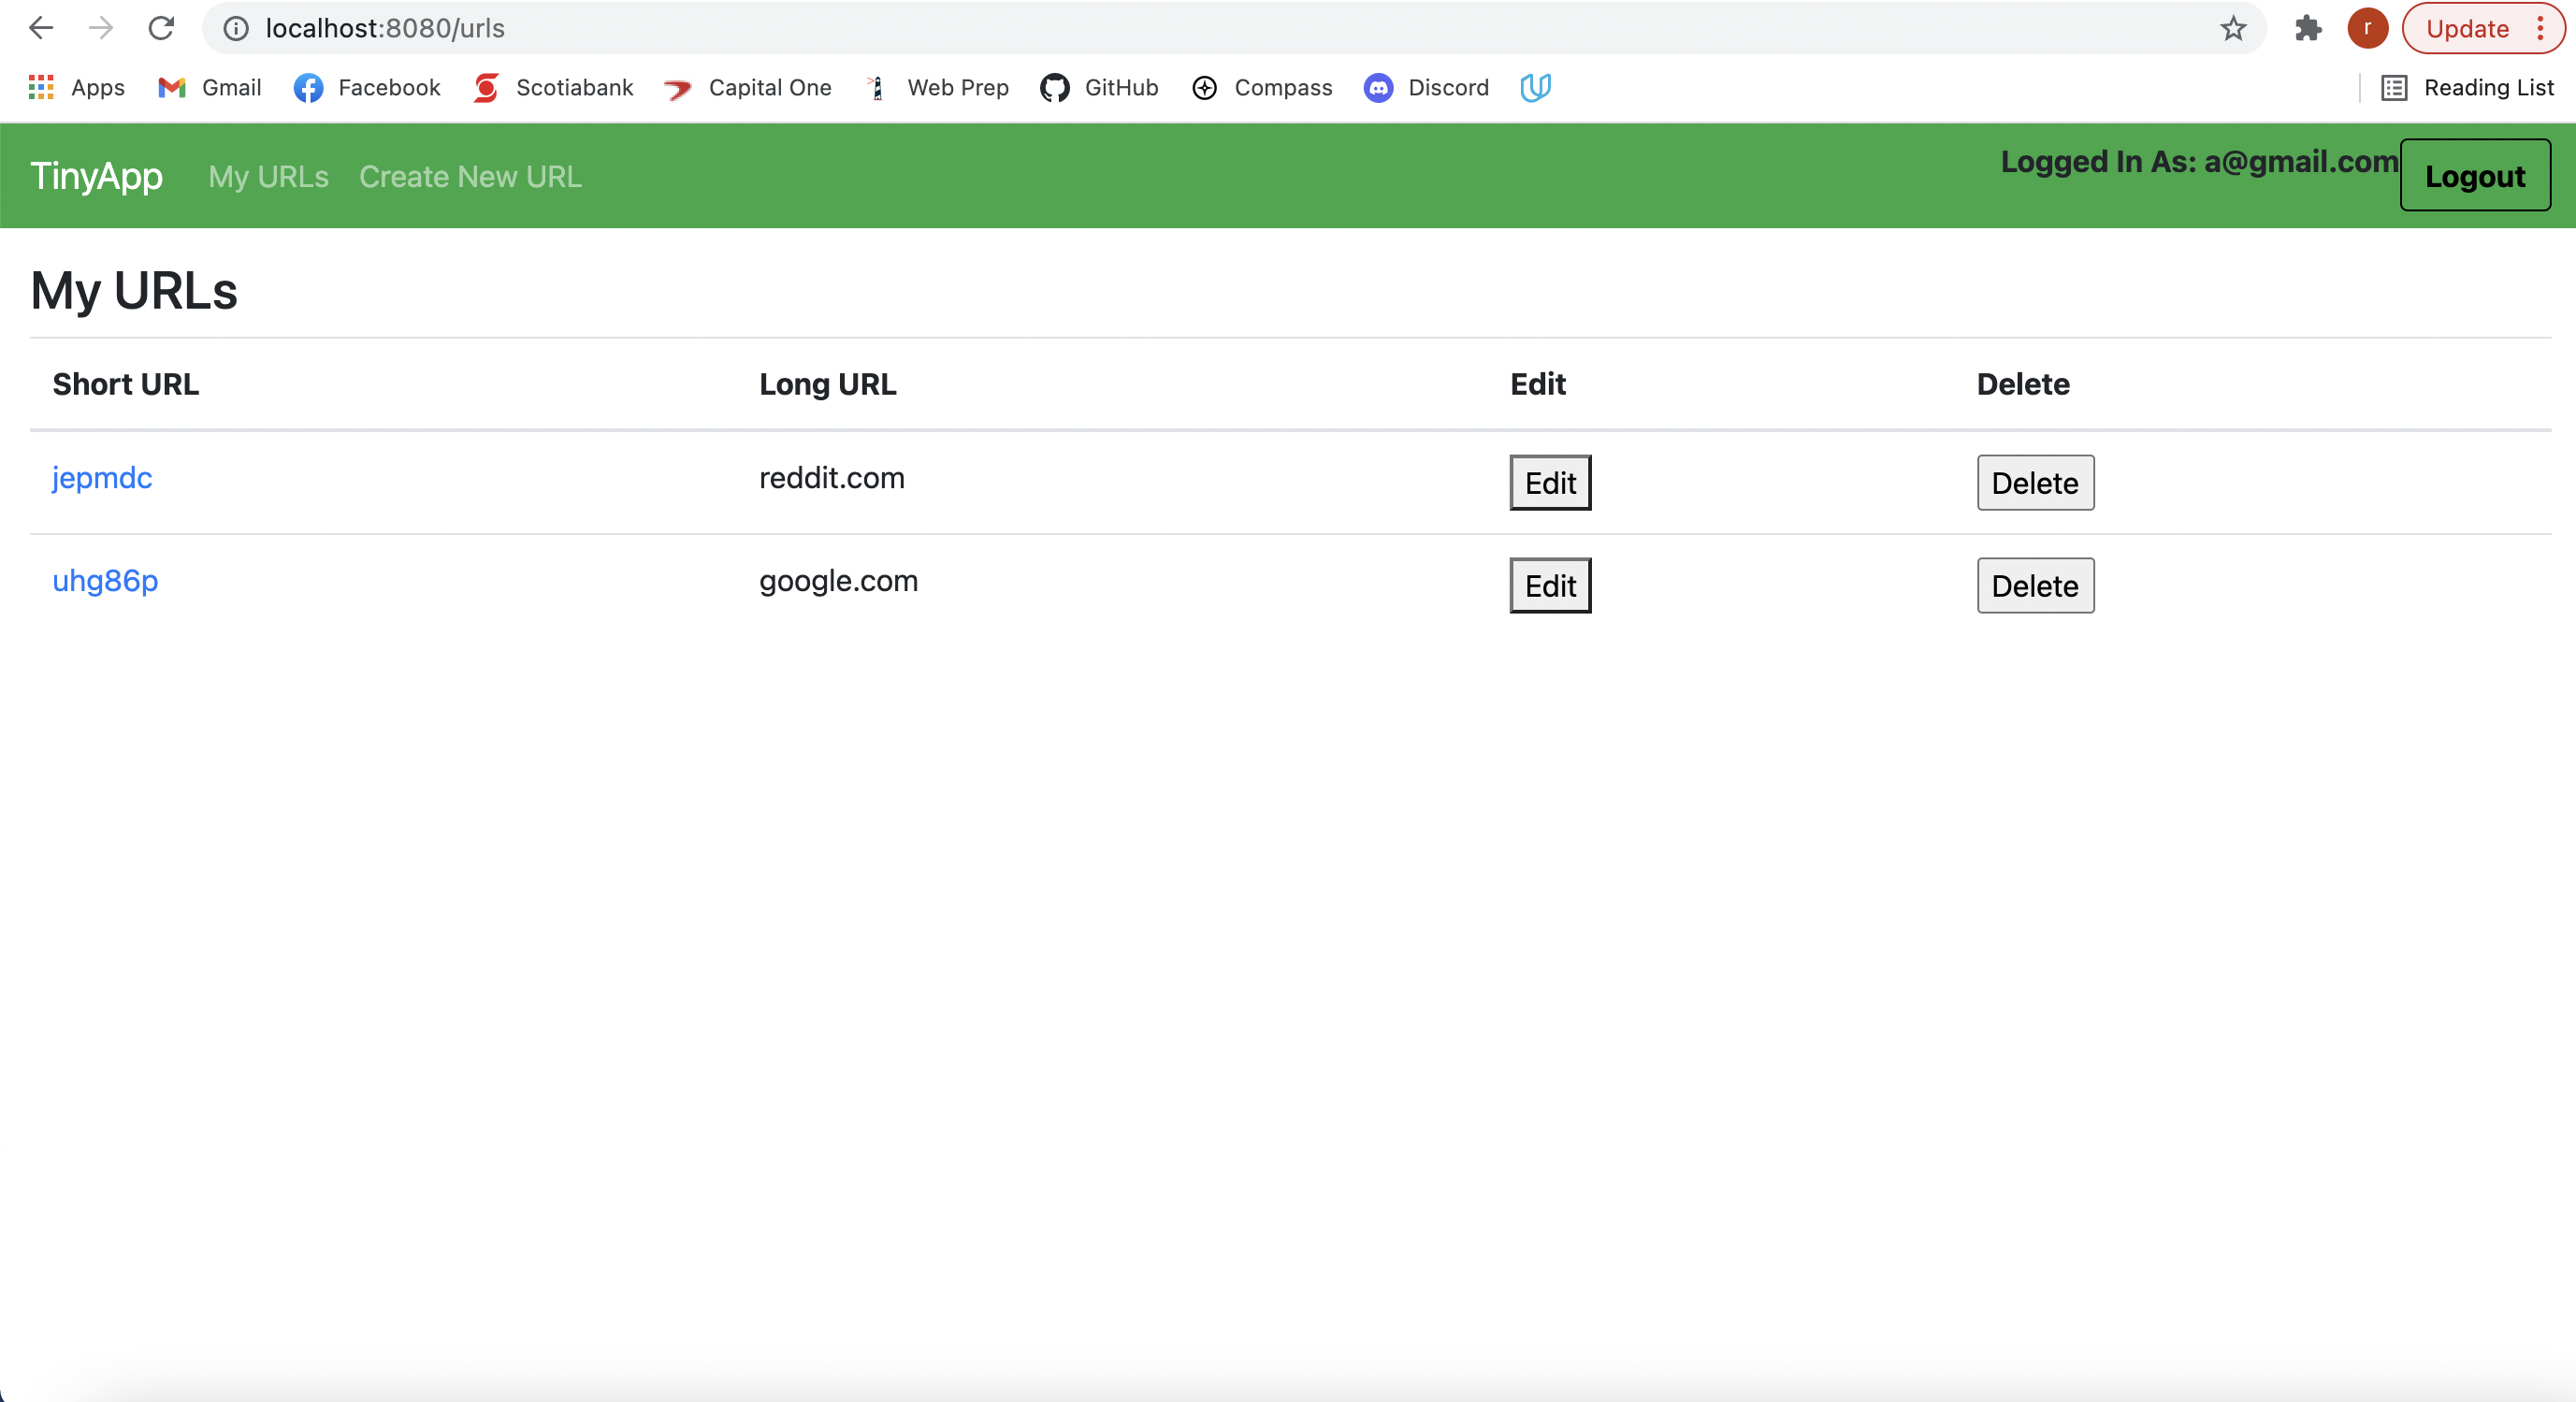 localhost:8080/urls r Update
Apps Gmail Facebook Scotiabank Capital One Web Prep GitHub Compass Discord Reading List
TinyApp My URLs Create New URL Logged In As: a@gmail.com Logout
My URLs
Short URL Long URL Edit Delete
jepmdc reddit.com Edit Delete
uhg86p google.com Edit Delete